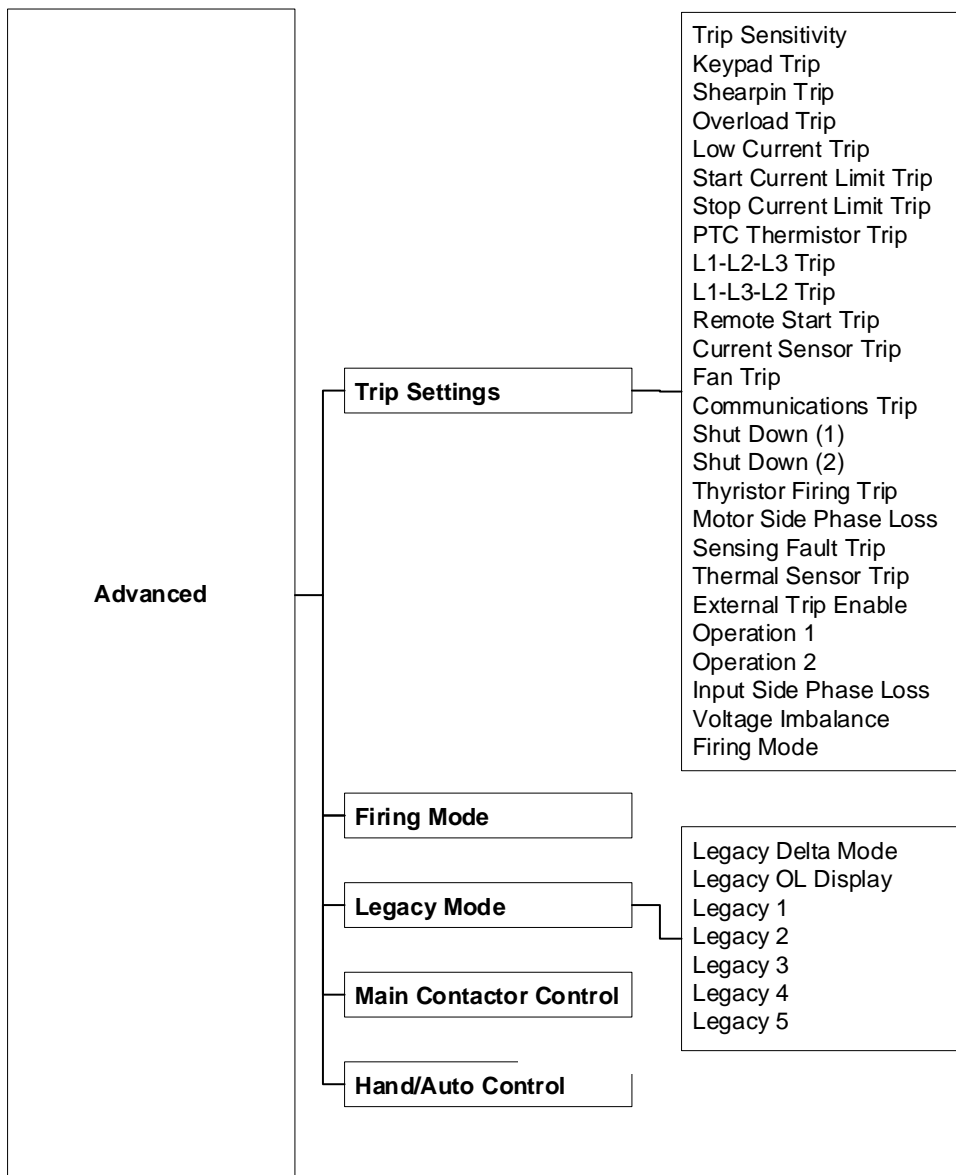 Advanced
Trip Settings
Trip Sensitivity
Keypad Trip
Shearpin Trip
Overload Trip
Low Current Trip
Start Current Limit Trip
Stop Current Limit Trip
PTC Thermistor Trip
L1-L2-L3 Trip
L1-L3-L2 Trip
Remote Start Trip
Current Sensor Trip
Fan Trip
Communications Trip
Shut Down (1)
Shut Down (2)
Thyristor Firing Trip
Motor Side Phase Loss
Sensing Fault Trip
Thermal Sensor Trip
External Trip Enable
Operation 1
Operation 2
Input Side Phase Loss
Voltage Imbalance
Firing Mode
Firing Mode
Legacy Mode
Legacy Delta Mode
Legacy OL Display
Legacy 1
Legacy 2
Legacy 3
Legacy 4
Legacy 5
Main Contactor Control
Hand/Auto Control